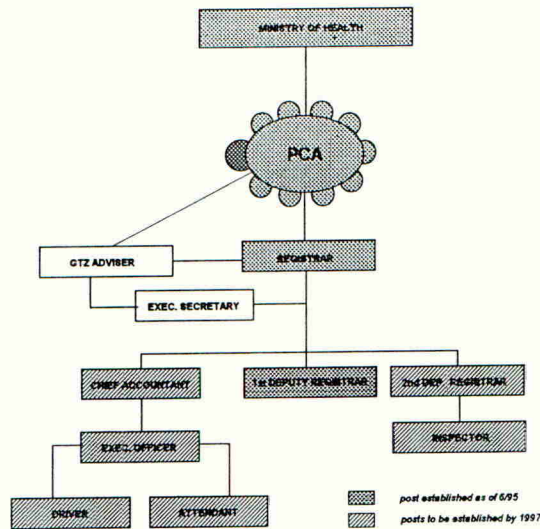 MINISTRY OF HEALTH
PCA
GTZ ADVISER
REGISTRAR
EXEC. SECRETARY
CHIEF ACCOUNTANT
1st DEPUTY REGISTRAR
2nd DEP. REGISTRAR
EXEC. OFFICER
INSPECTOR
DRIVER
ATTENDANT
post established as of 6/95
posts to be established by 1997